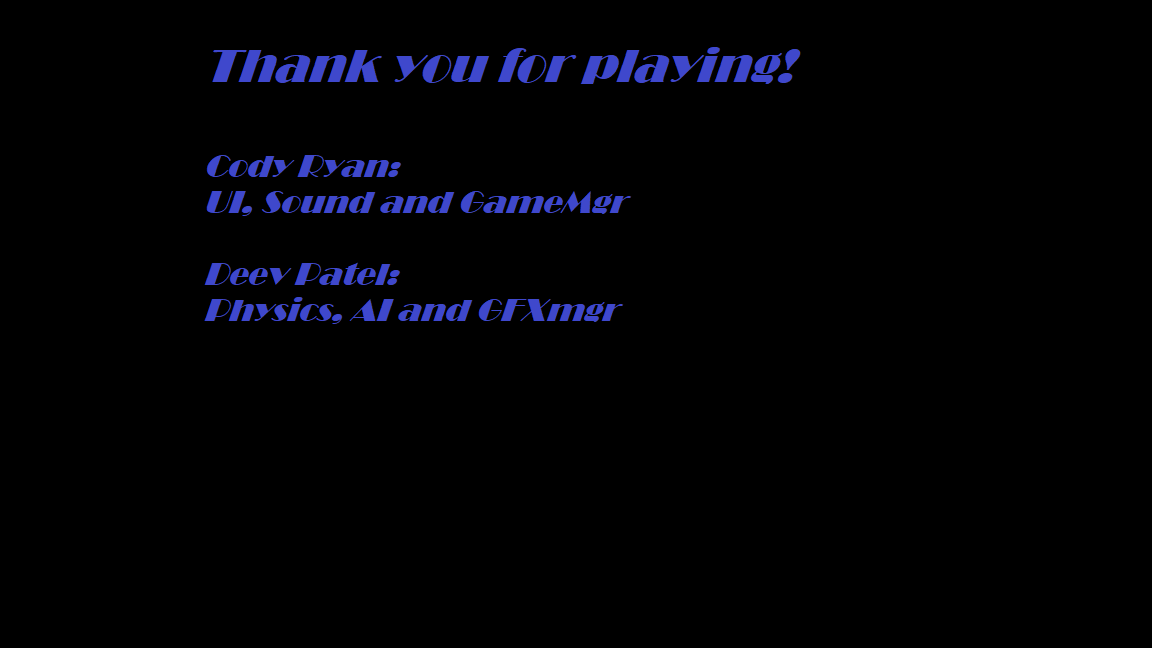 Thank you for playing!
Cody Ryan:
UI, Sound and GameMgr
Deev Patel:
Physics, AI and GFXmgr